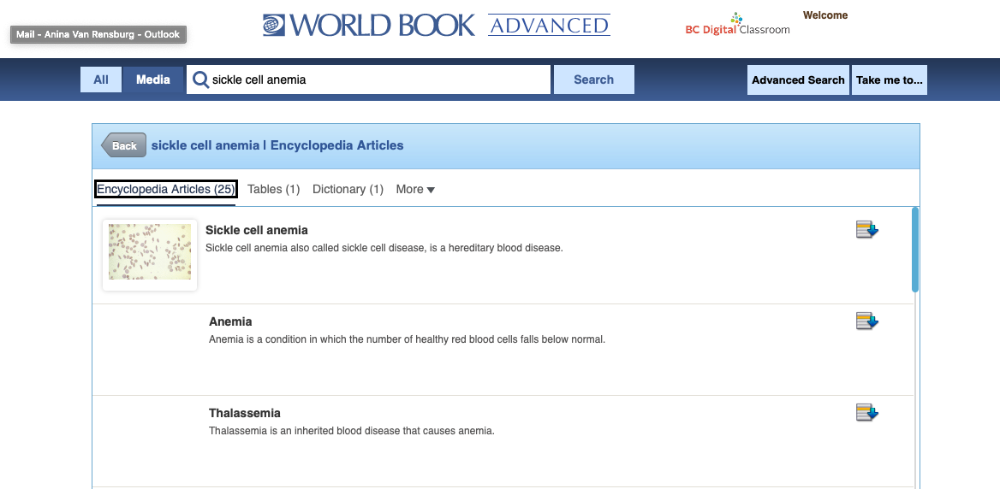 WORLD BOOK ADVANCED
BC Digital Classroom
Welcome
Mail - Anina Van Rensburg - Outlook
All
Media
sickle cell anemia
Search
Advanced Search
Take me to...
Back
sickle cell anemia | Encyclopedia Articles
Encyclopedia Articles (25)
Tables (1)
Dictionary (1)
More
Sickle cell anemia
Sickle cell anemia also called sickle cell disease, is a hereditary blood disease.
Anemia
Anemia is a condition in which the number of healthy red blood cells falls below normal.
Thalassemia
Thalassemia is an inherited blood disease that causes anemia.